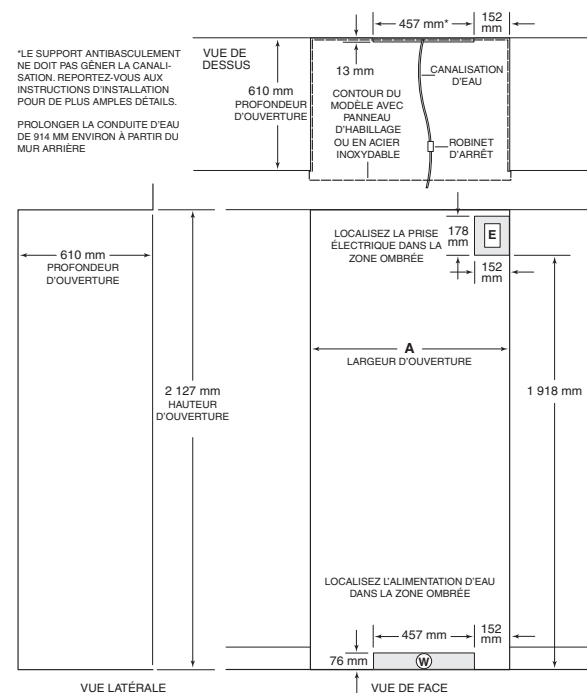 *LE SUPPORT ANTIBASCULEMENT
NE DOIT PAS GÊNER LA CANALI-
SATION. REPORTEZ-VOUS AUX
INSTRUCTIONS D'INSTALLATION
POUR DE PLUS AMPLES DÉTAILS.
PROLONGER LA CONDUITE D'EAU
DE 914 MM ENVIRON À PARTIR DU
MUR ARRIÈRE
VUE DE
DESSUS
457 mm*
152
mm
13 mm
610 mm
PROFONDEUR
D'OUVERTURE
CONTOUR DU
MODÈLE AVEC
PANNEAU
D'HABILLAGE
OU EN ACIER
INOXYDABLE
CANALISATION
D'EAU
ROBINET
D'ARRÊT
610 mm
PROFONDEUR
D'OUVERTURE
2 127 mm
HAUTEUR
D'OUVERTURE
LOCALISEZ LA PRISE
ÉLECTRIQUE DANS LA
ZONE OMBRÉE
178
mm
E
152
mm
A
LARGEUR D'OUVERTURE
1 918 mm
LOCALISEZ L'ALIMENTATION D'EAU
DANS LA ZONE OMBRÉE
457 mm
152
mm
76 mm
W
VUE LATÉRALE
VUE DE FACE